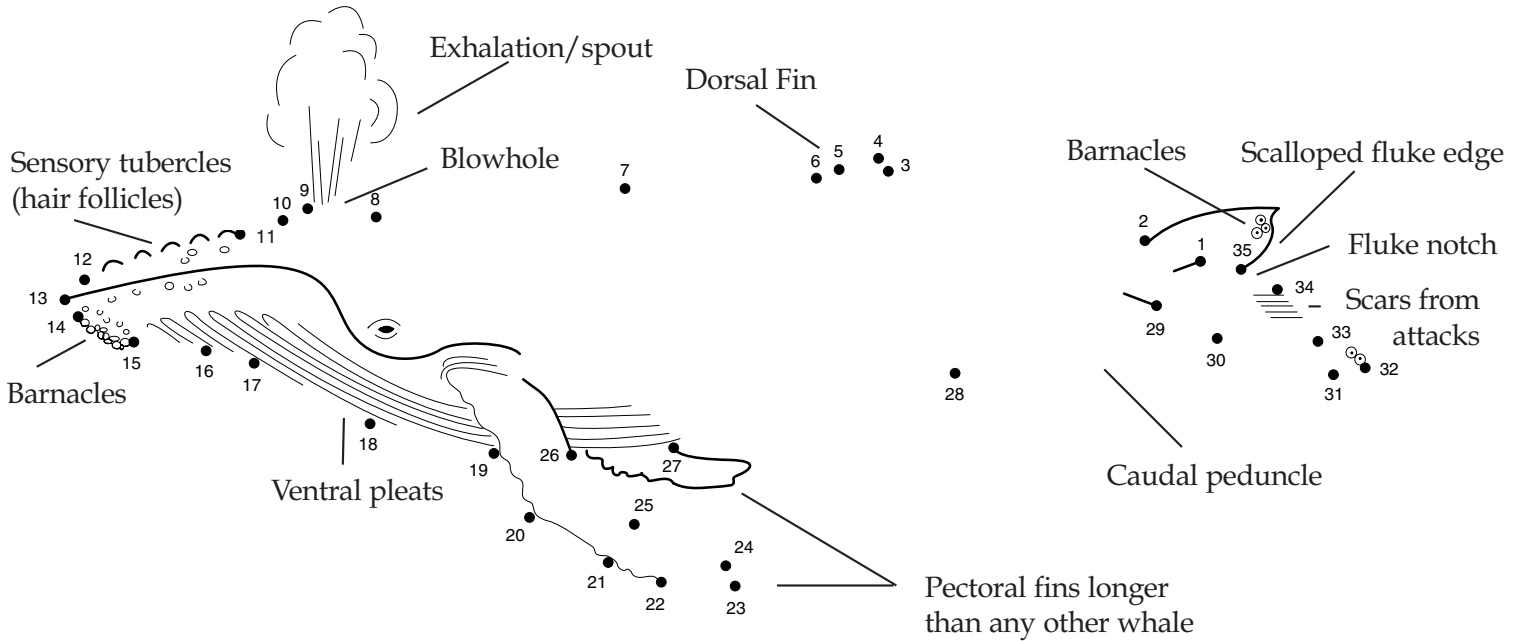 Exhalation/spout
Dorsal Fin
Blowhole
Sensory tubercles
(hair follicles)
Barnacles
Scalloped fluke edge
Fluke notch
Scars from
attacks
Barnacles
Ventral pleats
Caudal peduncle
Pectoral fins longer
than any other whale
1
2
3
4
5
6
7
8
9
10
11
12
13
14
15
16
17
18
19
20
21
22
23
24
25
26
27
28
29
30
31
32
33
34
35